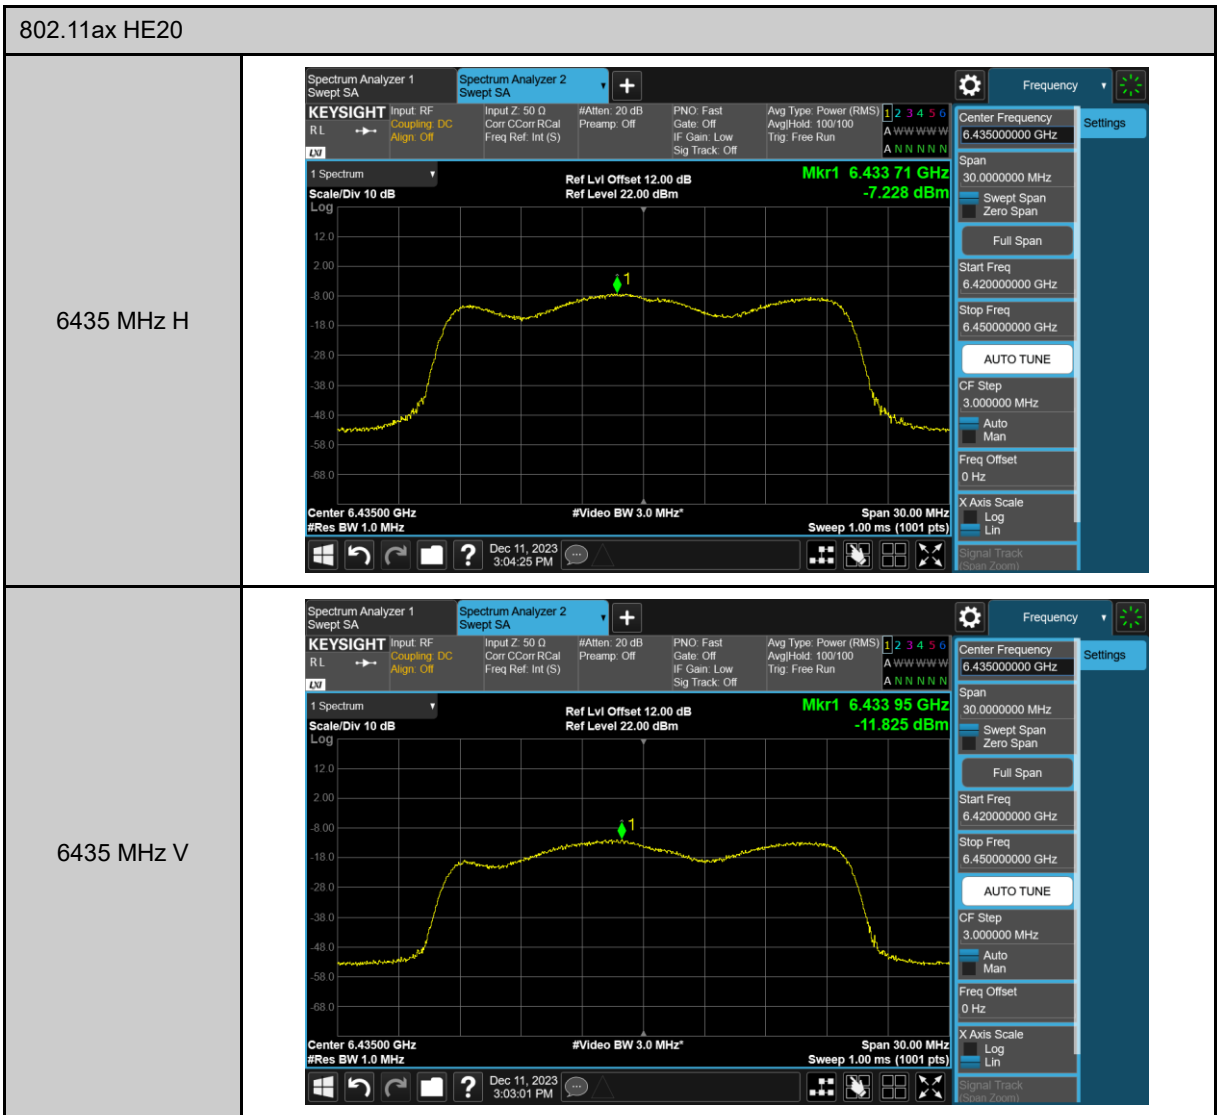 802.11ax HE20
6435 MHz H
Spectrum Analyzer 1
Swept SA
Spectrum Analyzer 2
Swept SA
Frequency
KEYSIGHT
RL
LXI
Input: RF
Coupling: DC
Align: Off
Input Z: 50 Ω
Corr CCorr RCal
Freq Ref: Int (S)
#Atten: 20 dB
Preamp: Off
PNO: Fast
Gate: Off
IF Gain: Low
Sig Track: Off
Avg Type: Power (RMS)
Avg|Hold: 100/100
Trig: Free Run
1 2 3 4 5 6
A W W W W W
A N N N N N
1 Spectrum
Scale/Div 10 dB
Log
Ref Lvl Offset 12.00 dB
Ref Level 22.00 dBm
Mkr1 6.433 71 GHz
-7.228 dBm
1
12.0
2.00
-8.00
-18.0
-28.0
-38.0
-48.0
-58.0
-68.0
Center 6.43500 GHz
#Res BW 1.0 MHz
#Video BW 3.0 MHz*
Span 30.00 MHz
Sweep 1.00 ms (1001 pts)
Dec 11, 2023
3:04:25 PM
Center Frequency
6.435000000 GHz
Settings
Span
30.0000000 MHz
Swept Span
Zero Span
Full Span
Start Freq
6.420000000 GHz
Stop Freq
6.450000000 GHz
AUTO TUNE
CF Step
3.000000 MHz
Auto
Man
Freq Offset
0 Hz
X Axis Scale
Log
Lin
Signal Track
(Span Zoom)
6435 MHz V
Spectrum Analyzer 1
Swept SA
Spectrum Analyzer 2
Swept SA
Frequency
KEYSIGHT
RL
LXI
Input: RF
Coupling: DC
Align: Off
Input Z: 50 Ω
Corr CCorr RCal
Freq Ref: Int (S)
#Atten: 20 dB
Preamp: Off
PNO: Fast
Gate: Off
IF Gain: Low
Sig Track: Off
Avg Type: Power (RMS)
Avg|Hold: 100/100
Trig: Free Run
1 2 3 4 5 6
A W W W W W
A N N N N N
1 Spectrum
Scale/Div 10 dB
Log
Ref Lvl Offset 12.00 dB
Ref Level 22.00 dBm
Mkr1 6.433 95 GHz
-11.825 dBm
1
12.0
2.00
-8.00
-18.0
-28.0
-38.0
-48.0
-58.0
-68.0
Center 6.43500 GHz
#Res BW 1.0 MHz
#Video BW 3.0 MHz*
Span 30.00 MHz
Sweep 1.00 ms (1001 pts)
Dec 11, 2023
3:03:01 PM
Center Frequency
6.435000000 GHz
Settings
Span
30.0000000 MHz
Swept Span
Zero Span
Full Span
Start Freq
6.420000000 GHz
Stop Freq
6.450000000 GHz
AUTO TUNE
CF Step
3.000000 MHz
Auto
Man
Freq Offset
0 Hz
X Axis Scale
Log
Lin
Signal Track
(Span Zoom)